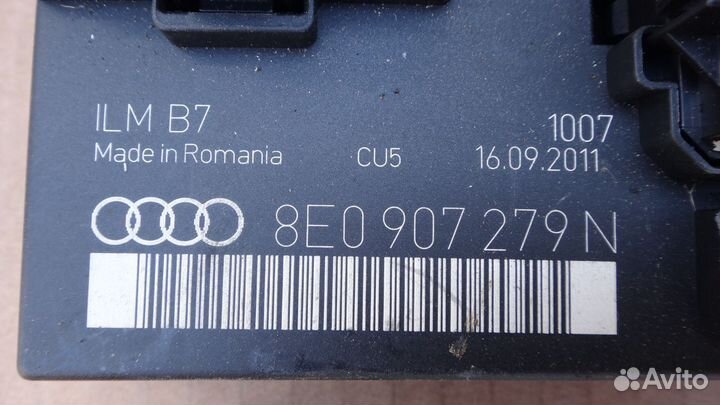 ILM B7
1007
Made in Romania CU5 16.09.2011
8E0 907 279 N
Avito